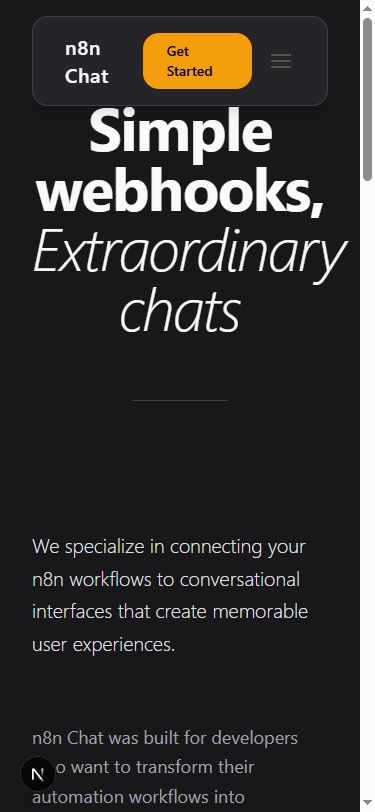 n8n
Chat
Get
Started
Simple
webhooks,
Extraordinary
chats
We specialize in connecting your
n8n workflows to conversational
interfaces that create memorable
user experiences.
n8n Chat was built for developers
o want to transform their
automation workflows into
N